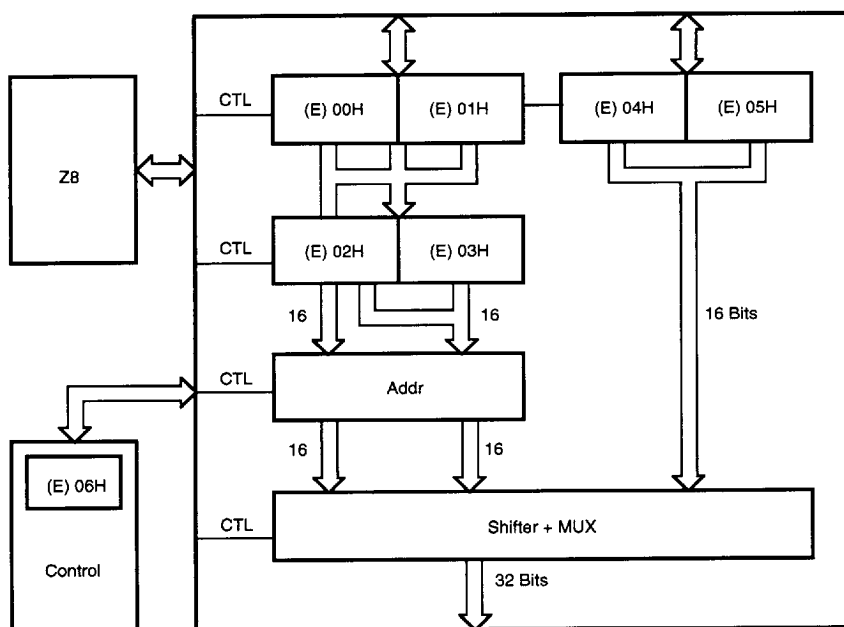 CTL
(E) 00H
(E) 01H
(E) 04H
(E) 05H
Z8
CTL
(E) 02H
(E) 03H
16
16
16 Bits
CTL
Addr
16
16
(E) 06H
CTL
Shifter + MUX
Control
32 Bits